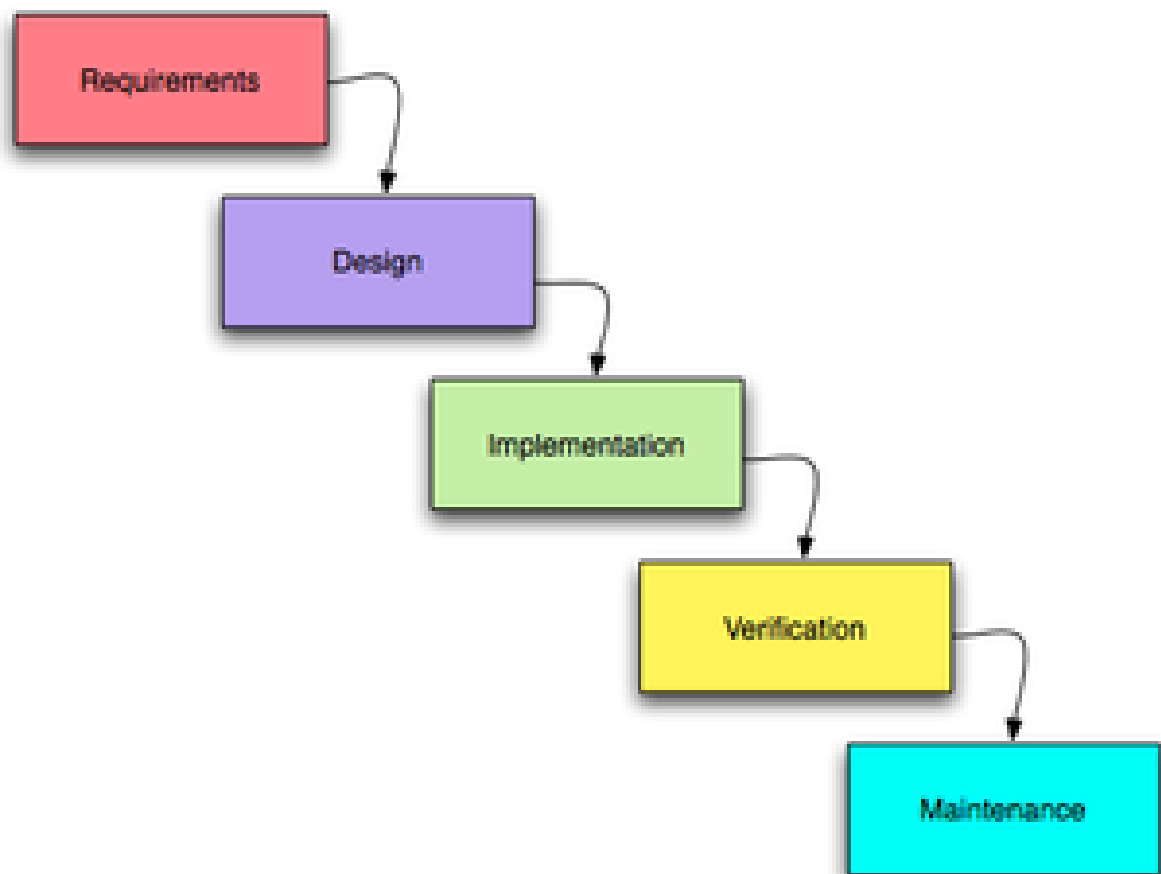 Requirements
Design
Implementation
Verification
Maintenance